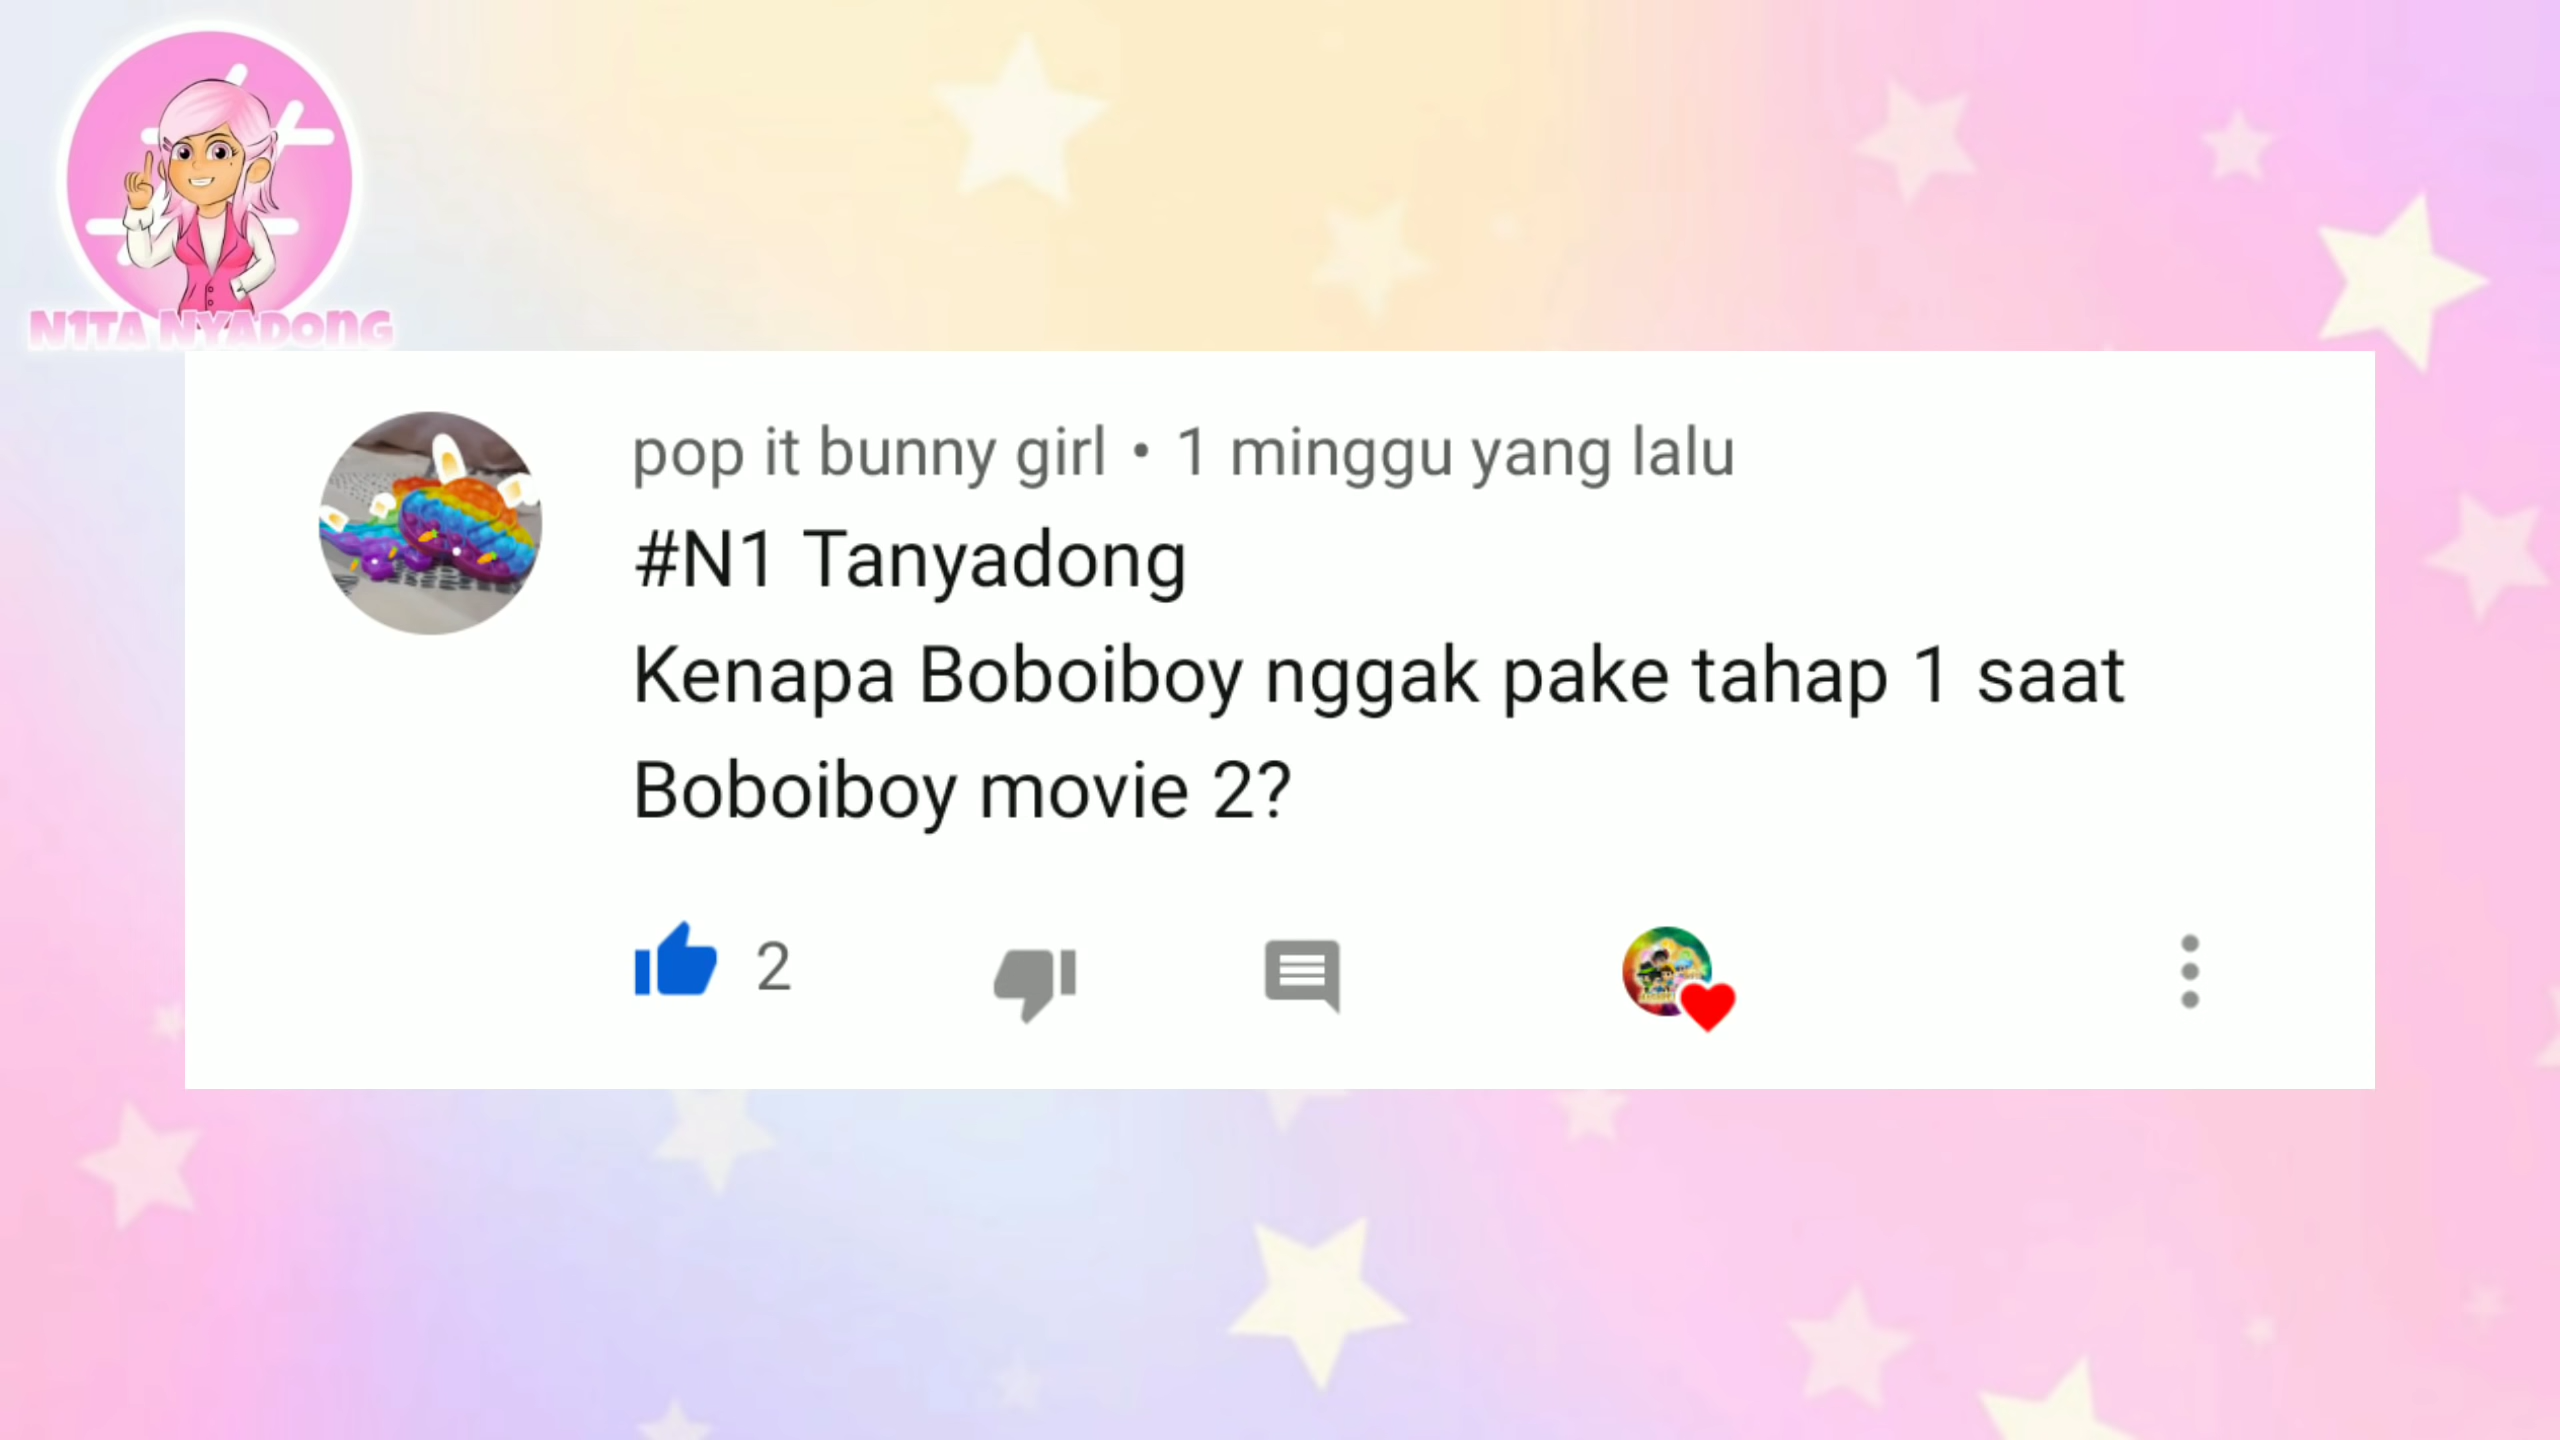 N1TA NYADONG
pop it bunny girl • 1 minggu yang lalu
#N1 Tanyadong
Kenapa Boboiboy nggak pake tahap 1 saat
Boboiboy movie 2?
2